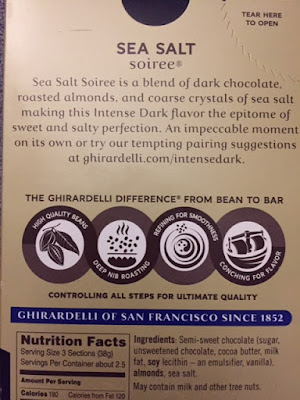 TEAR HERE
TO OPEN
SEA SALT
soiree®
Sea Salt Soiree is a blend of dark chocolate,
roasted almonds, and coarse crystals of sea salt
making this Intense Dark flavor the epitome of
sweet and salty perfection. An impeccable moment
on its own or try our tempting pairing suggestions
at ghirardelli.com/intensedark.
THE GHIRARDELLI DIFFERENCE® FROM BEAN TO BAR
HIGH QUALITY BEANS
DEEP NIB ROASTING
REFINING FOR SMOOTHNESS
CONCHING FOR FLAVOR
CONTROLLING ALL STEPS FOR ULTIMATE QUALITY
GHIRARDELLI OF SAN FRANCISCO SINCE 1852
Nutrition Facts
Serving Size 3 Sections (38g)
Servings Per Container about 2.5
Amount Per Serving
Calories 190 Calories from Fat 120
Ingredients: Semi-sweet chocolate (sugar,
unsweetened chocolate, cocoa butter, milk
fat, soy lecithin – an emulsifier, vanilla),
almonds, sea salt.
May contain milk and other tree nuts.